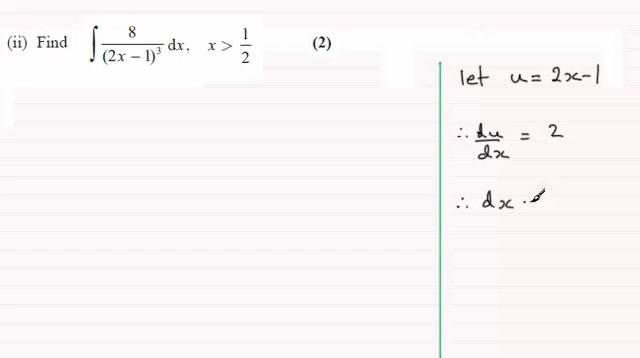 (ii) Find ∫ 8/(2x − 1)³ dx, x > 1/2 (2)
let u = 2x-1
∴ du/dx = 2
∴ dx